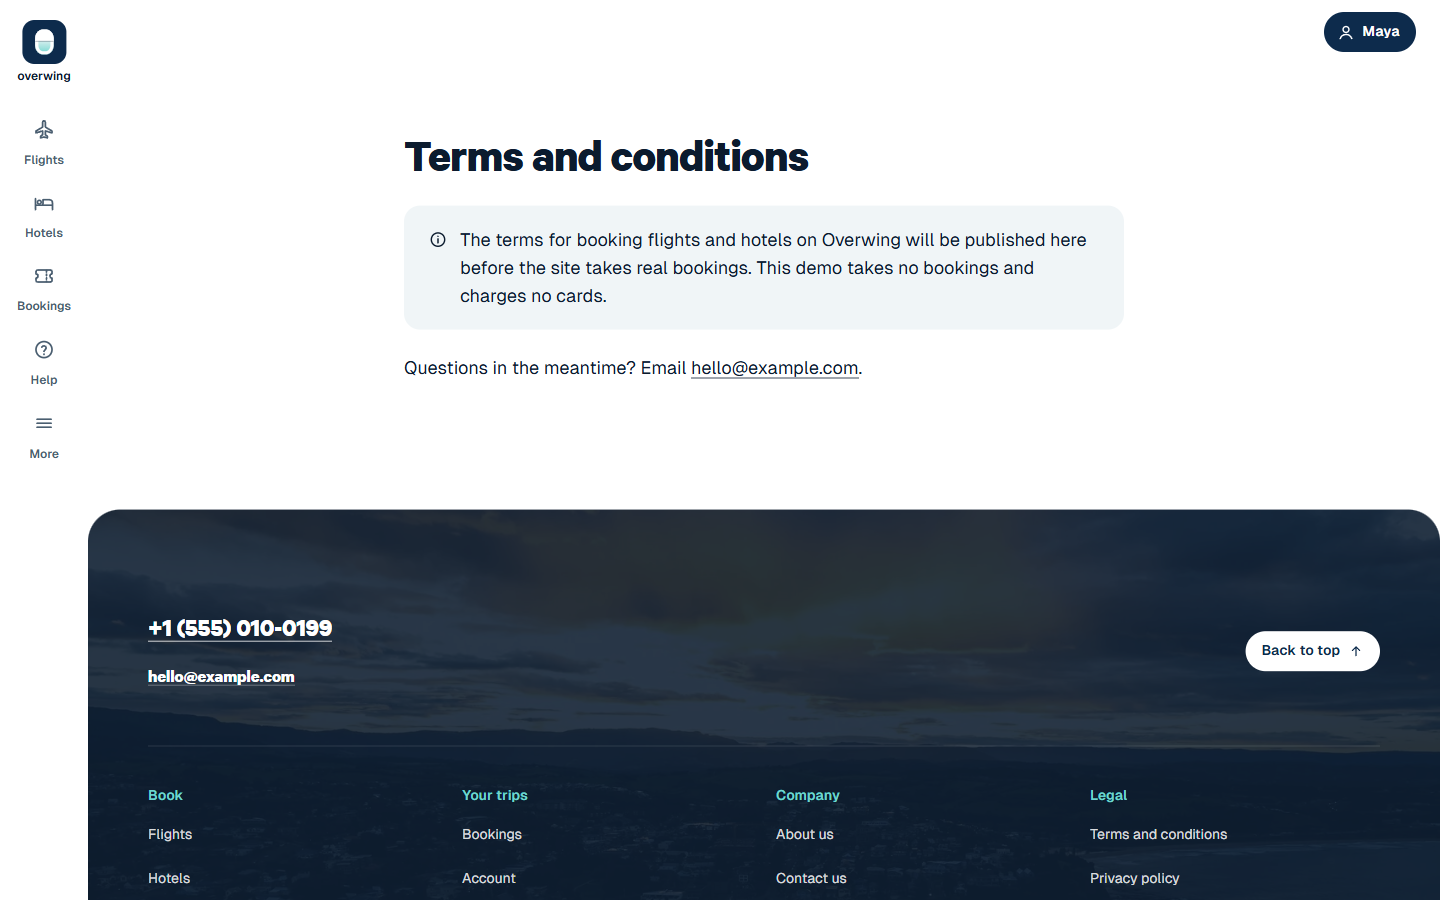 overwing
Flights
Hotels
Bookings
Help
More
Maya
Terms and conditions
The terms for booking flights and hotels on Overwing will be published here
before the site takes real bookings. This demo takes no bookings and
charges no cards.
Questions in the meantime? Email hello@example.com.
+1 (555) 010-0199
hello@example.com
Back to top
Book
Flights
Hotels
Your trips
Bookings
Account
Company
About us
Contact us
Legal
Terms and conditions
Privacy policy